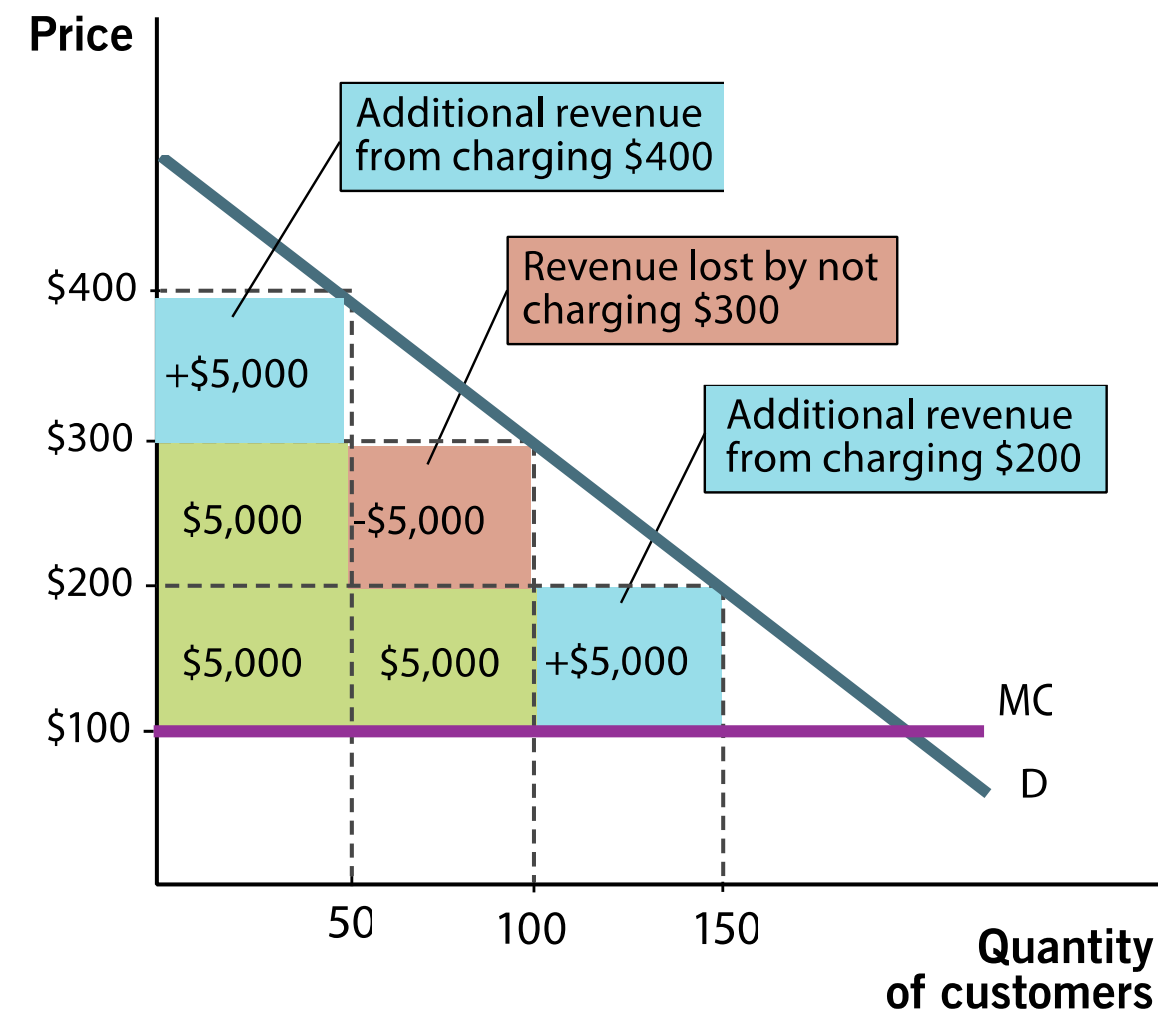 Price
Additional revenue
from charging $400
Revenue lost by not
charging $300
$400
+$5,000
Additional revenue
from charging $200
$300
$5,000
-$5,000
$200
$5,000
$5,000
+$5,000
MC
$100
D
50
100
150
Quantity
of customers